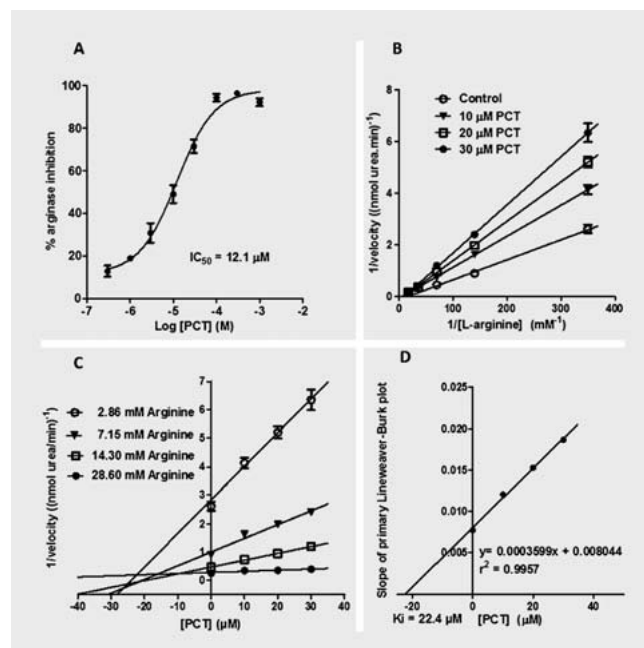 A
% arginase inhibition
100
80
60
40
20
0
IC50 = 12.1 µM
-7 -6 -5 -4 -3 -2
Log [PCT] (M)
B
1/velocity ((nmol urea.min)-1)
8
6
4
2
0
Control
10 µM PCT
20 µM PCT
30 µM PCT
0 100 200 300 400
1/[L-arginine] (mM-1)
C
1/velocity ((nmol urea/min)-1)
7
6
5
4
3
2
1
0
2.86 mM Arginine
7.15 mM Arginine
14.30 mM Arginine
28.60 mM Arginine
-40 -30 -20 -10 0 10 20 30 40
[PCT] (µM)
D
Slope of primary Lineweaver-Burk plot
0.025
0.020
0.015
0.010
0.005
y= 0.0003599x + 0.008044
r2 = 0.9957
-20 0 20 40
Ki = 22.4 µM
[PCT] (µM)